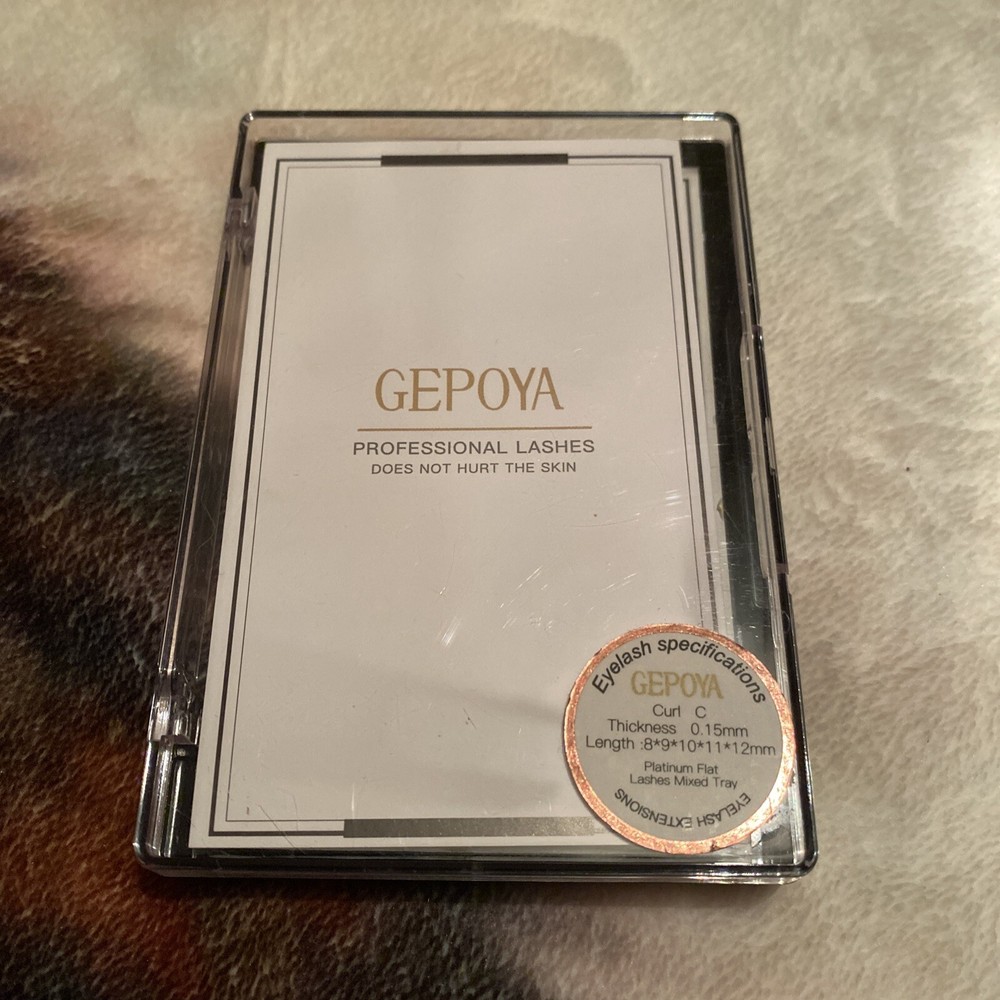 GEPOYA
PROFESSIONAL LASHES
DOES NOT HURT THE SKIN
Eyelash specifications
GEPOYA
Curl C
Thickness 0.15mm
Length :8*9*10*11*12mm
Platinum Flat
Lashes Mixed Tray
EYELASH EXTENSIONS